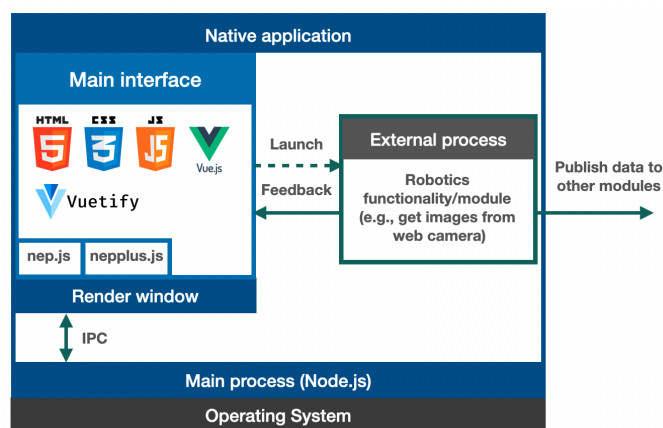 Native application
Main interface
HTML
5
CSS
3
JS
JS
Vue.js
Vuetify
nep.js
nepplus.js
Render window
Launch
Feedback
External process
Robotics
functionality/module
(e.g., get images from
web camera)
Publish data to
other modules
IPC
Main process (Node.js)
Operating System